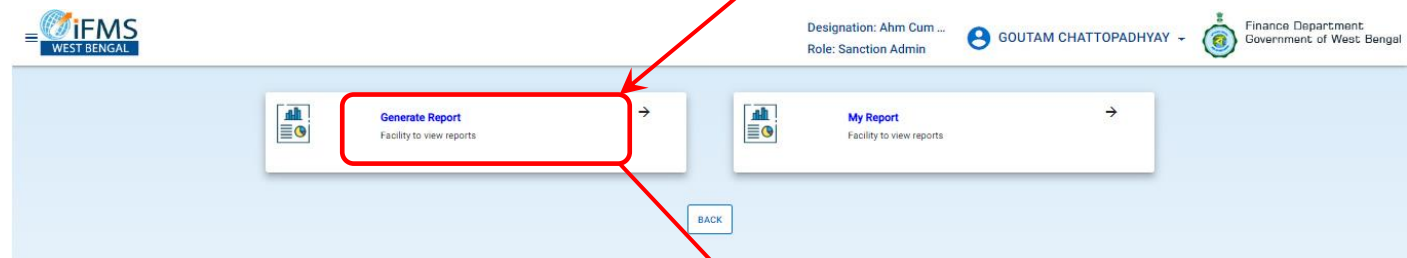 iFMS
WEST BENGAL
Designation: Ahm Cum ...
Role: Sanction Admin
GOUTAM CHATTOPADHYAY
Finance Department
Government of West Bengal
Generate Report
Facility to view reports
My Report
Facility to view reports
BACK